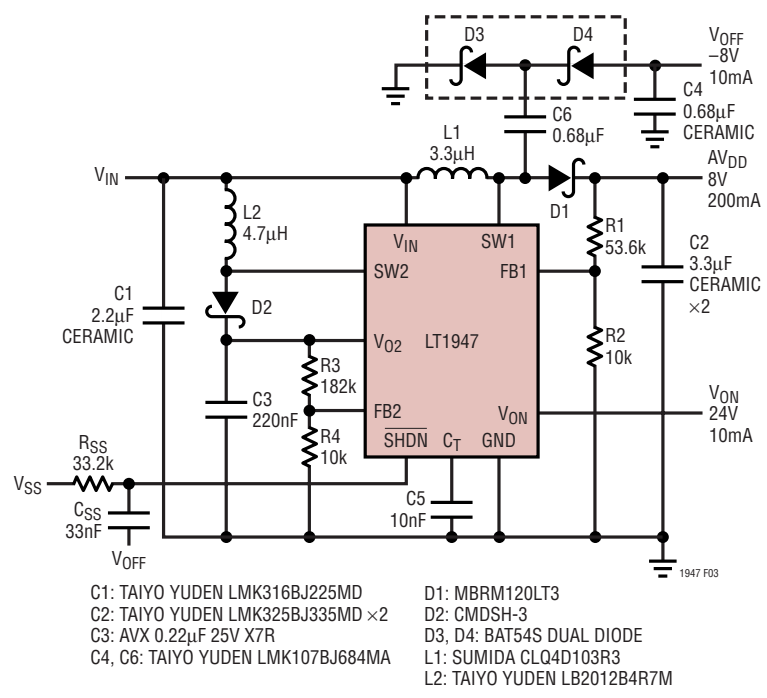 D3
D4
VOFF
–8V
10mA
C4
0.68µF
CERAMIC
C6
0.68µF
L1
3.3µH
VIN
D1
AVDD
8V
200mA
L2
4.7µH
VIN
SW1
R1
53.6k
SW2
FB1
C2
3.3µF
CERAMIC
×2
C1
2.2µF
CERAMIC
D2
VO2
LT1947
R2
10k
R3
182k
C3
220nF
FB2
VON
VON
24V
10mA
R4
10k
SHDN
CT
GND
RSS
33.2k
VSS
C5
10nF
CSS
33nF
VOFF
1947 F03
C1: TAIYO YUDEN LMK316BJ225MD
C2: TAIYO YUDEN LMK325BJ335MD ×2
C3: AVX 0.22µF 25V X7R
C4, C6: TAIYO YUDEN LMK107BJ684MA
D1: MBRM120LT3
D2: CMDSH-3
D3, D4: BAT54S DUAL DIODE
L1: SUMIDA CLQ4D103R3
L2: TAIYO YUDEN LB2012B4R7M